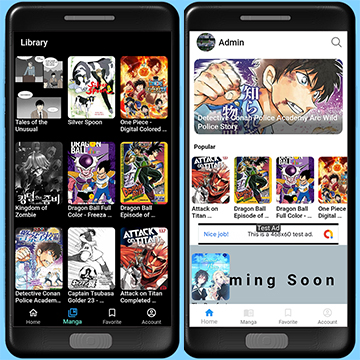 Library
Tales of the
Unusual
Silver Spoon
One Piece -
Digital Colored ...
Kingdom of
Zombie
Dragon Ball
Full Color - Freeza ...
Dragon Ball
Episode of ...
Detective Conan
Police Academ...
Captain Tsubasa
Golden 23 - ...
Attack on Titan
Completed ...
Home
Manga
Favorite
Account
Admin
Detective Conan Police Academy Arc Wild
Police Story
Popular
ATTACK
ON TITAN
Attack on
Titan ...
Dragon Ball
Episode of ...
Dragon Ball
Full Color - ...
One Piece -
Digital ...
Test Ad
Nice job!
This is a 468x60 test ad.
ming Soon
Home
Manga
Favorite
Account